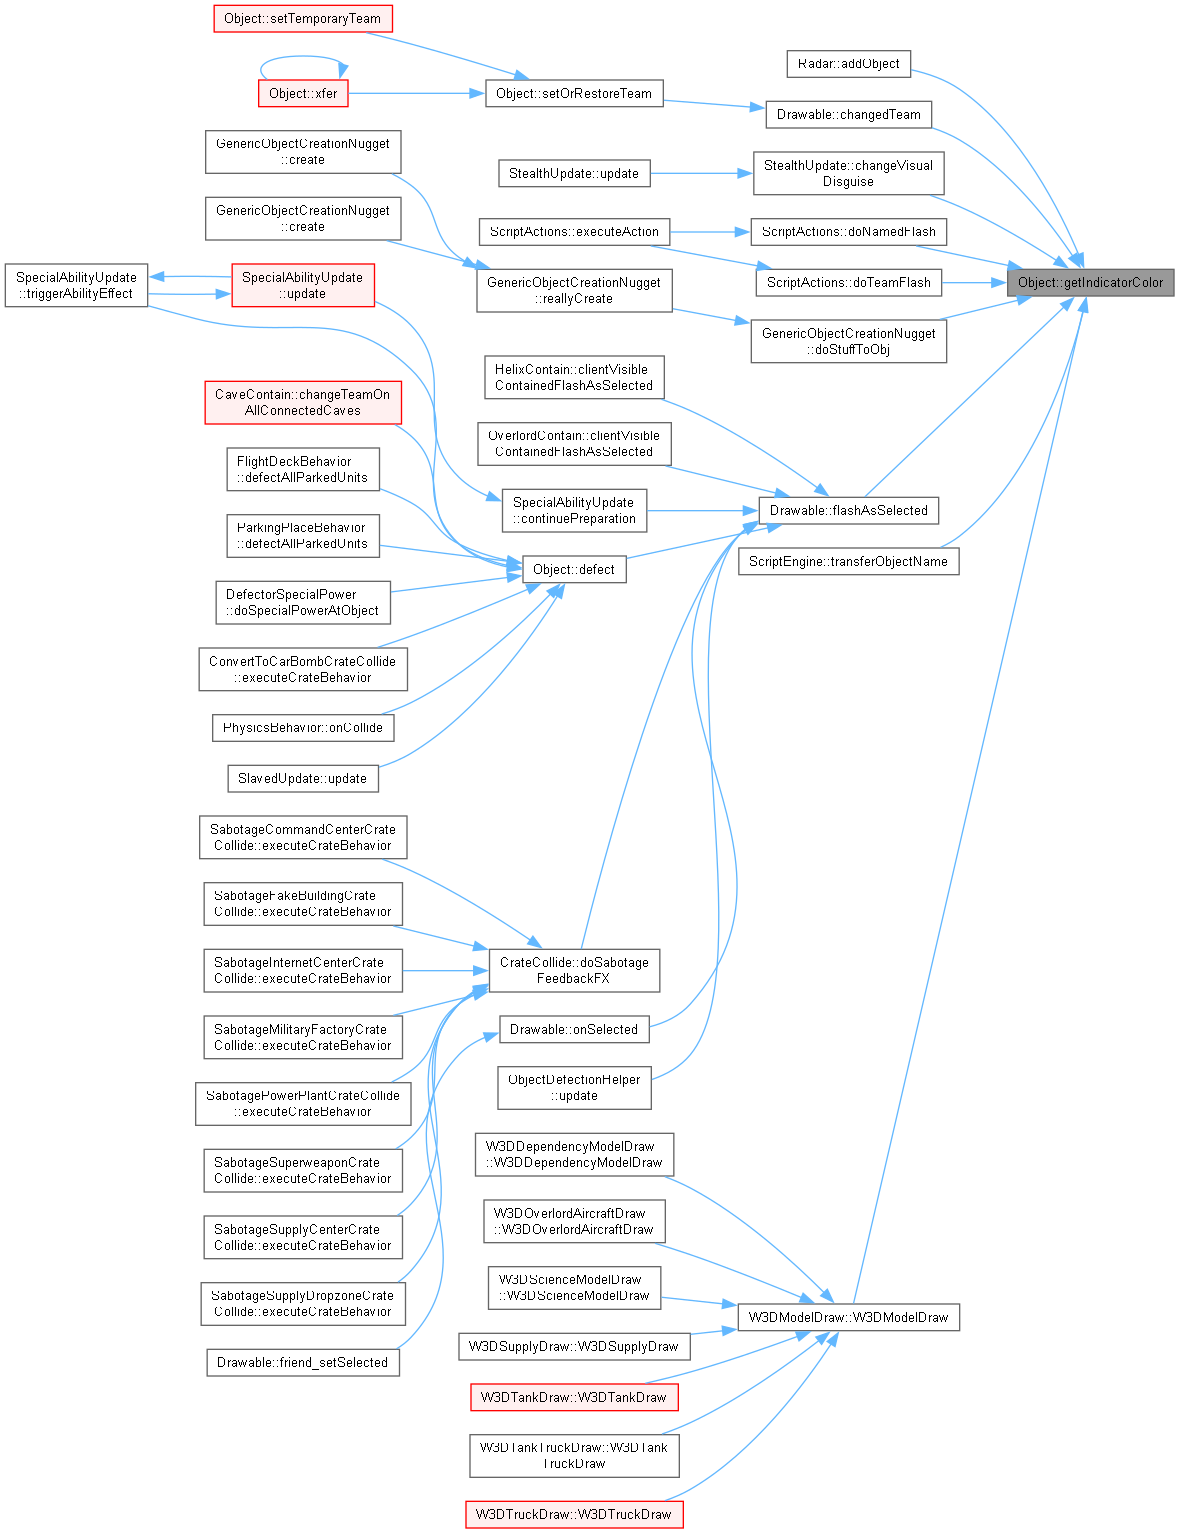 Object::setTemporaryTeam
Radar::addObject
Object::xfer
Object::setOrRestoreTeam
Drawable::changedTeam
GenericObjectCreationNugget
::create
StealthUpdate::update
StealthUpdate::changeVisual
Disguise
GenericObjectCreationNugget
::create
ScriptActions::executeAction
ScriptActions::doNamedFlash
SpecialAbilityUpdate
::triggerAbilityEffect
SpecialAbilityUpdate
::update
GenericObjectCreationNugget
::reallyCreate
ScriptActions::doTeamFlash
Object::getIndicatorColor
GenericObjectCreationNugget
::doStuffToObj
HelixContain::clientVisible
ContainedFlashAsSelected
CaveContain::changeTeamOn
AllConnectedCaves
OverlordContain::clientVisible
ContainedFlashAsSelected
FlightDeckBehavior
::defectAllParkedUnits
SpecialAbilityUpdate
::continuePreparation
Drawable::flashAsSelected
ParkingPlaceBehavior
::defectAllParkedUnits
Object::defect
ScriptEngine::transferObjectName
DefectorSpecialPower
::doSpecialPowerAtObject
ConvertToCarBombCrateCollide
::executeCrateBehavior
PhysicsBehavior::onCollide
SlavedUpdate::update
SabotageCommandCenterCrate
Collide::executeCrateBehavior
SabotageFakeBuildingCrate
Collide::executeCrateBehavior
SabotageInternetCenterCrate
Collide::executeCrateBehavior
CrateCollide::doSabotage
FeedbackFX
SabotageMilitaryFactoryCrate
Collide::executeCrateBehavior
Drawable::onSelected
SabotagePowerPlantCrateCollide
::executeCrateBehavior
ObjectDefectionHelper
::update
SabotageSuperweaponCrate
Collide::executeCrateBehavior
W3DDependencyModelDraw
::W3DDependencyModelDraw
SabotageSupplyCenterCrate
Collide::executeCrateBehavior
W3DOverlordAircraftDraw
::W3DOverlordAircraftDraw
SabotageSupplyDropzoneCrate
Collide::executeCrateBehavior
W3DScienceModelDraw
::W3DScienceModelDraw
W3DModelDraw::W3DModelDraw
Drawable::friend_setSelected
W3DSupplyDraw::W3DSupplyDraw
W3DTankDraw::W3DTankDraw
W3DTankTruckDraw::W3DTank
TruckDraw
W3DTruckDraw::W3DTruckDraw